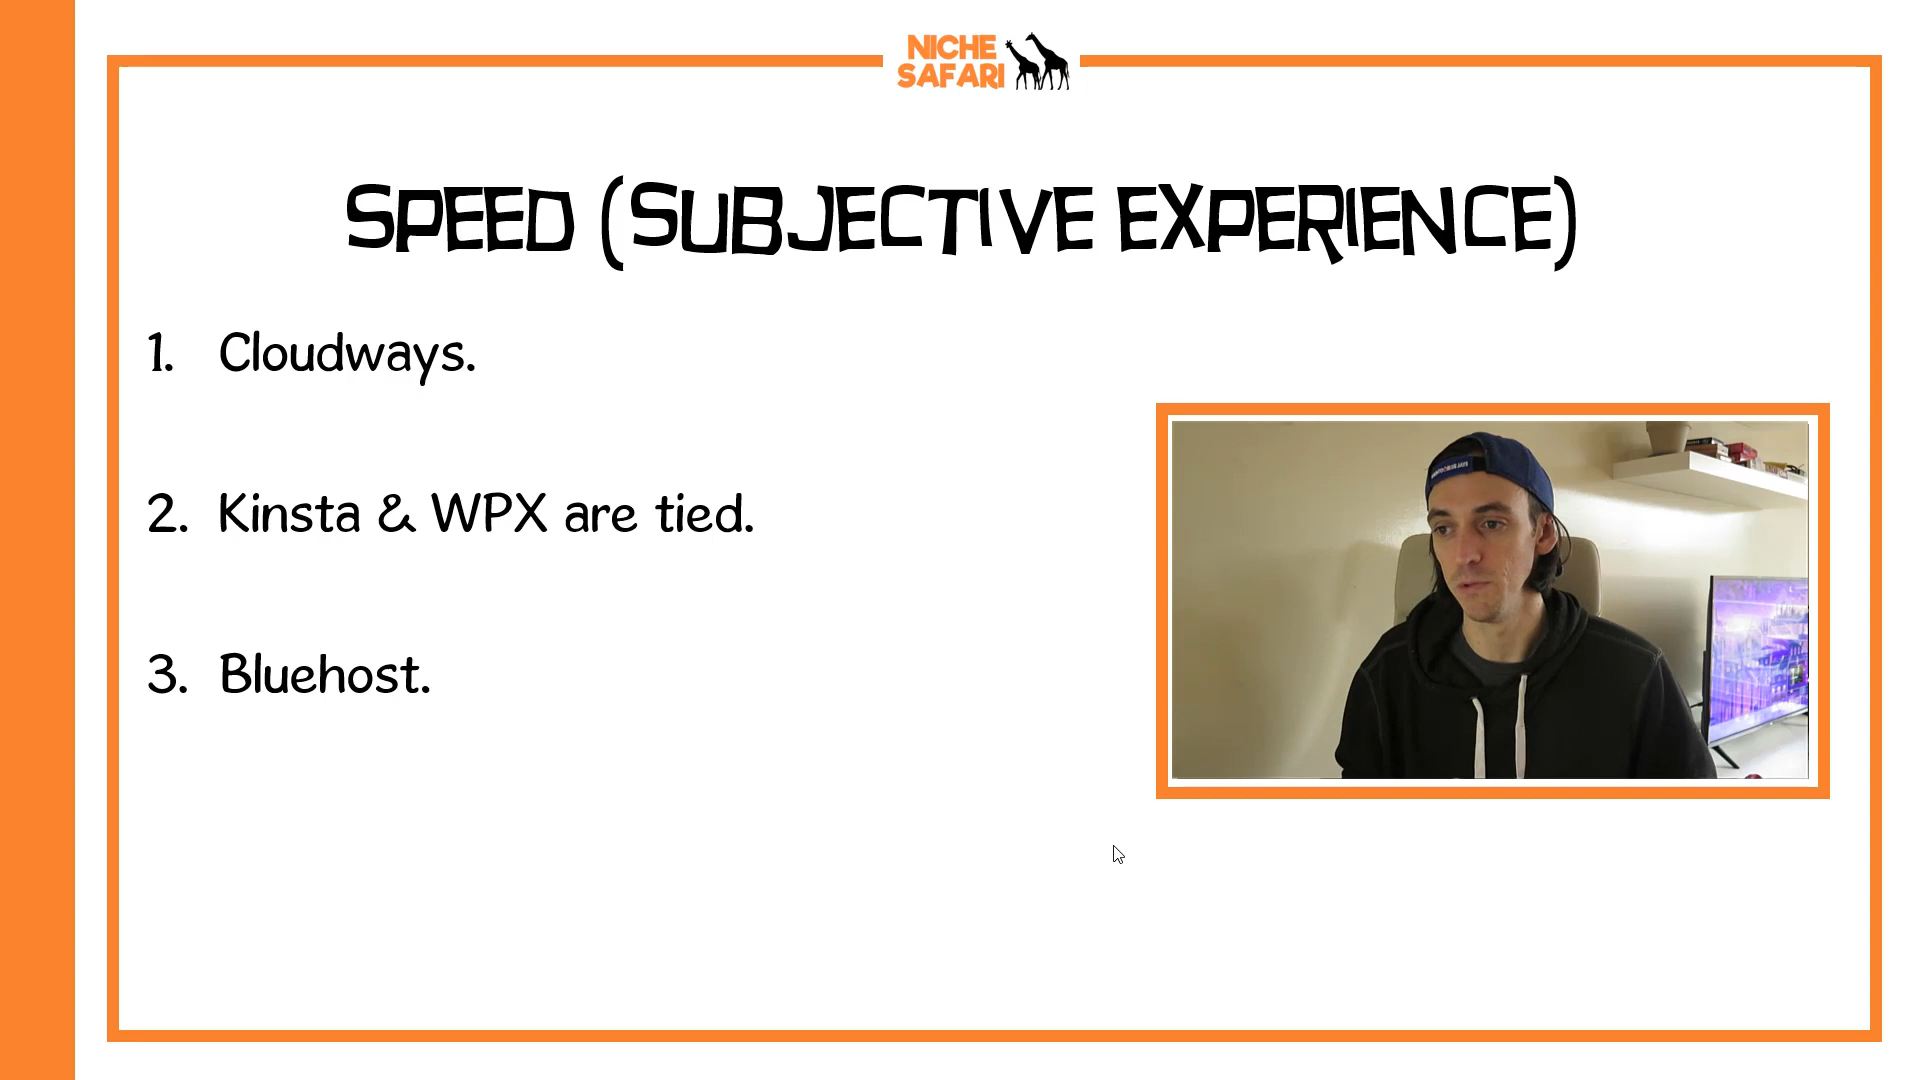 NICHE
SAFARI
SPEED (SUBJECTIVE EXPERIENCE)
1. Cloudways.
2. Kinsta & WPX are tied.
3. Bluehost.